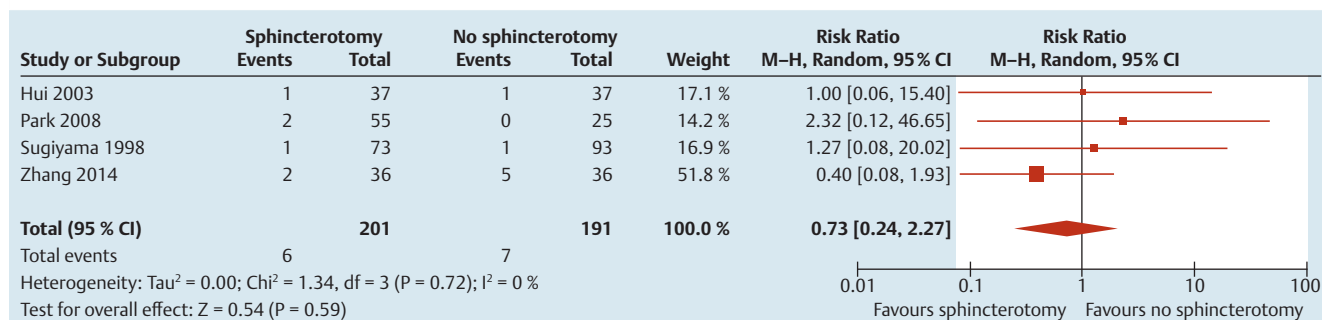 Sphincterotomy No sphincterotomy Risk Ratio Risk Ratio
Study or Subgroup Events Total Events Total Weight M–H, Random, 95 % CI M–H, Random, 95 % CI
Hui 2003 1 37 1 37 17.1 % 1.00 [0.06, 15.40]
Park 2008 2 55 0 25 14.2 % 2.32 [0.12, 46.65]
Sugiyama 1998 1 73 1 93 16.9 % 1.27 [0.08, 20.02]
Zhang 2014 2 36 5 36 51.8 % 0.40 [0.08, 1.93]
Total (95 % CI) 201 191 100.0 % 0.73 [0.24, 2.27]
Total events 6 7
Heterogeneity: Tau² = 0.00; Chi² = 1.34, df = 3 (P = 0.72); I² = 0 %
Test for overall effect: Z = 0.54 (P = 0.59)
0.01 0.1 1 10 100
Favours sphincterotomy Favours no sphincterotomy